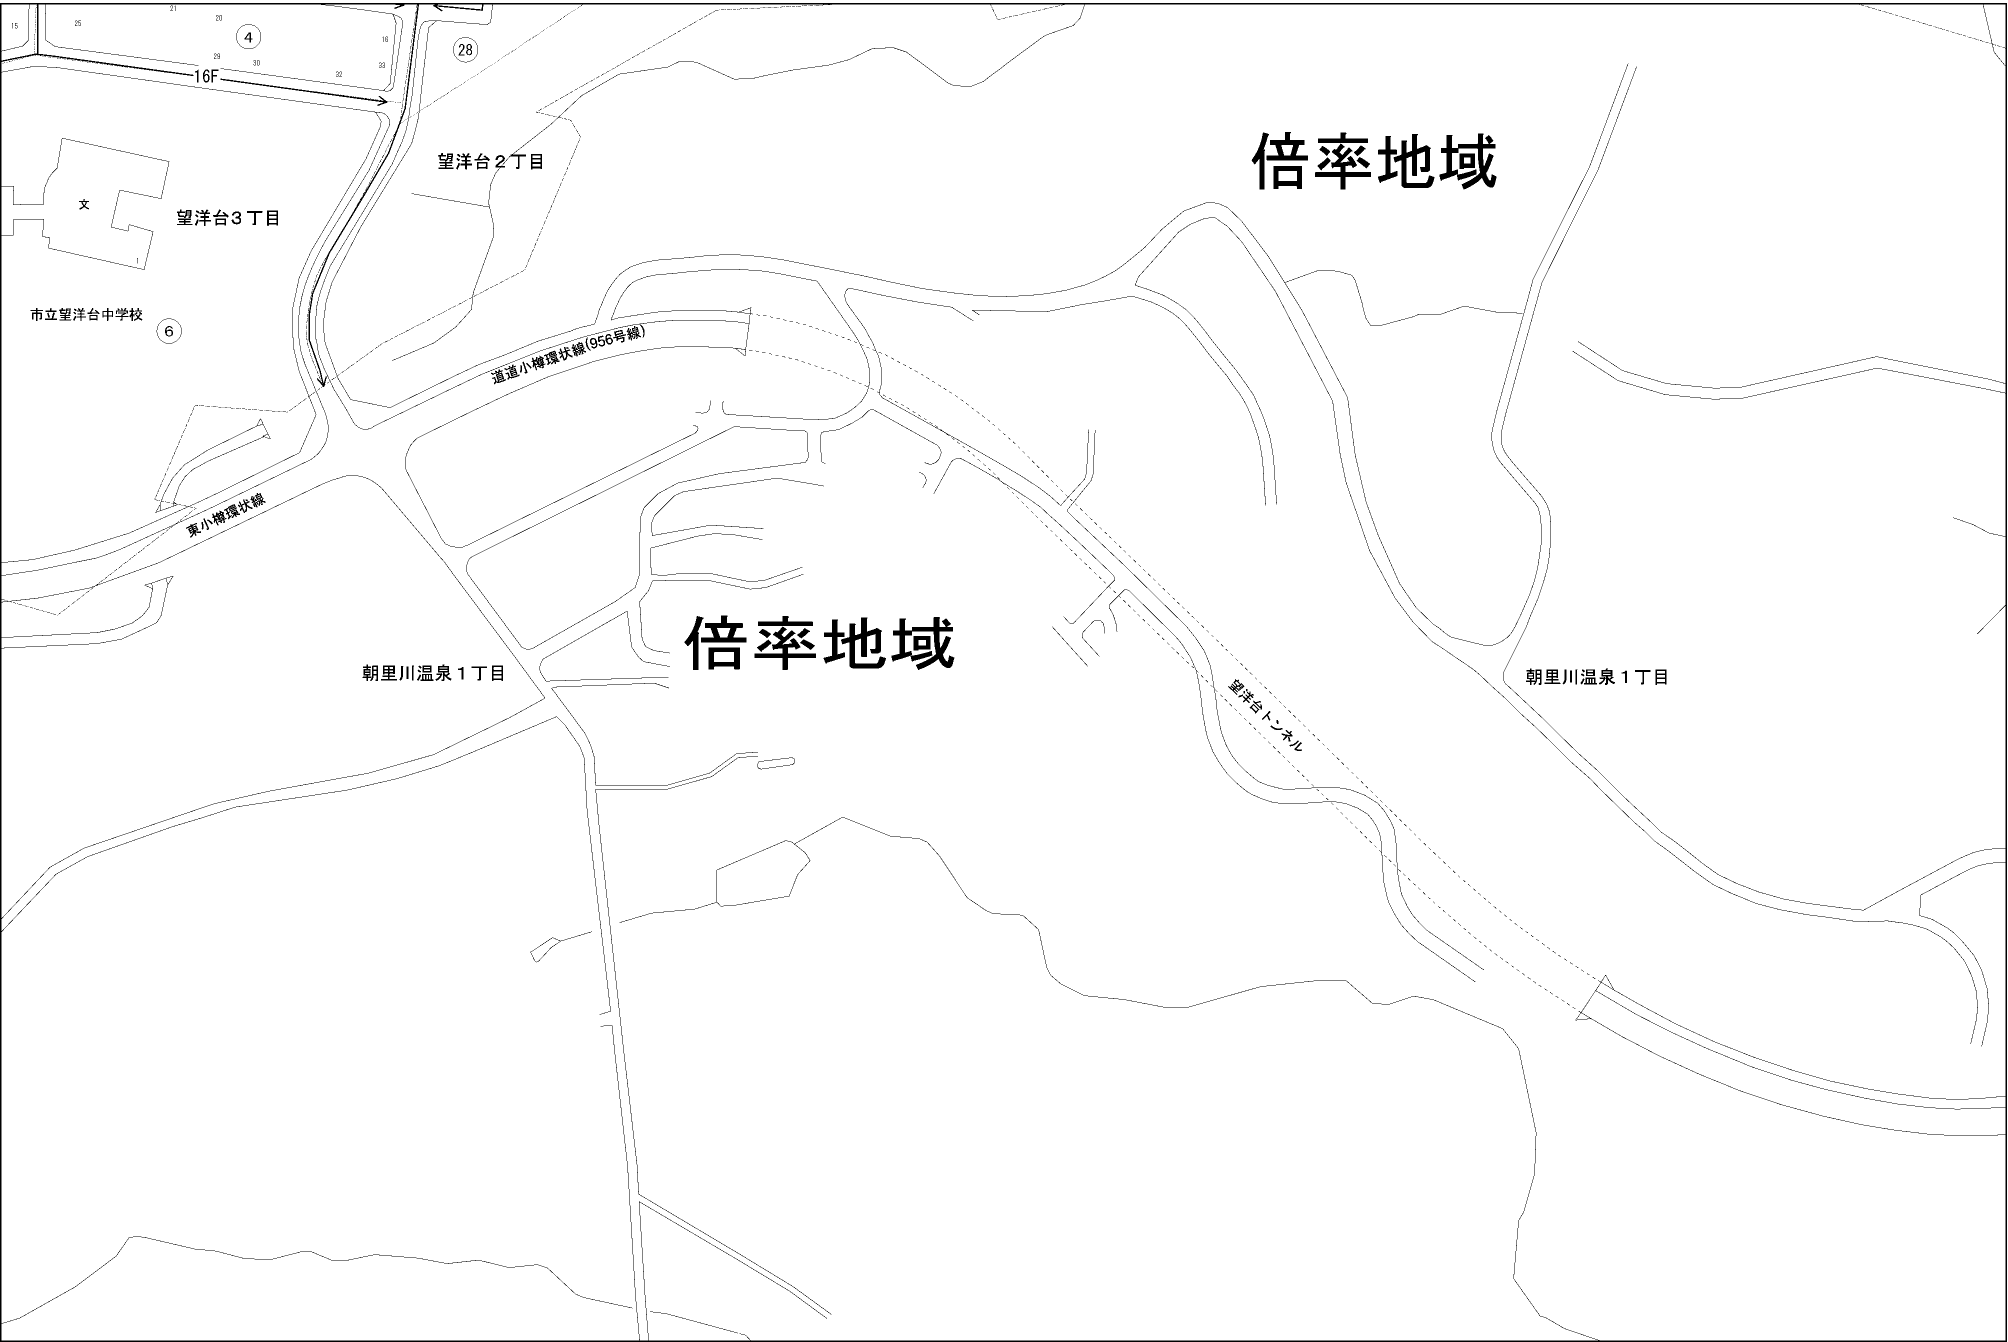 21
15
25
20
4
16
28
29
30
33
32
16F
望洋台2丁目
倍率地域
文
望洋台3丁目
1
市立望洋台中学校
6
道道小樽環状線(956号線)
東小樽環状線
倍率地域
朝里川温泉1丁目
朝里川温泉1丁目
望洋台トンネル